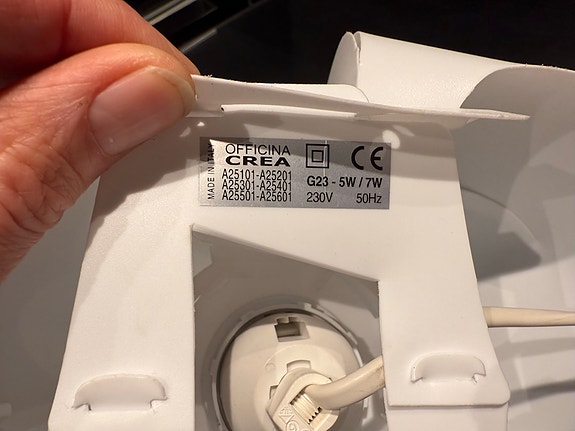 MADE IN ITALY
OFFICINA
CREA
CE
A25101-A25201
A25301-A25401
A25501-A25601
G23 - 5W / 7W
230V 50Hz